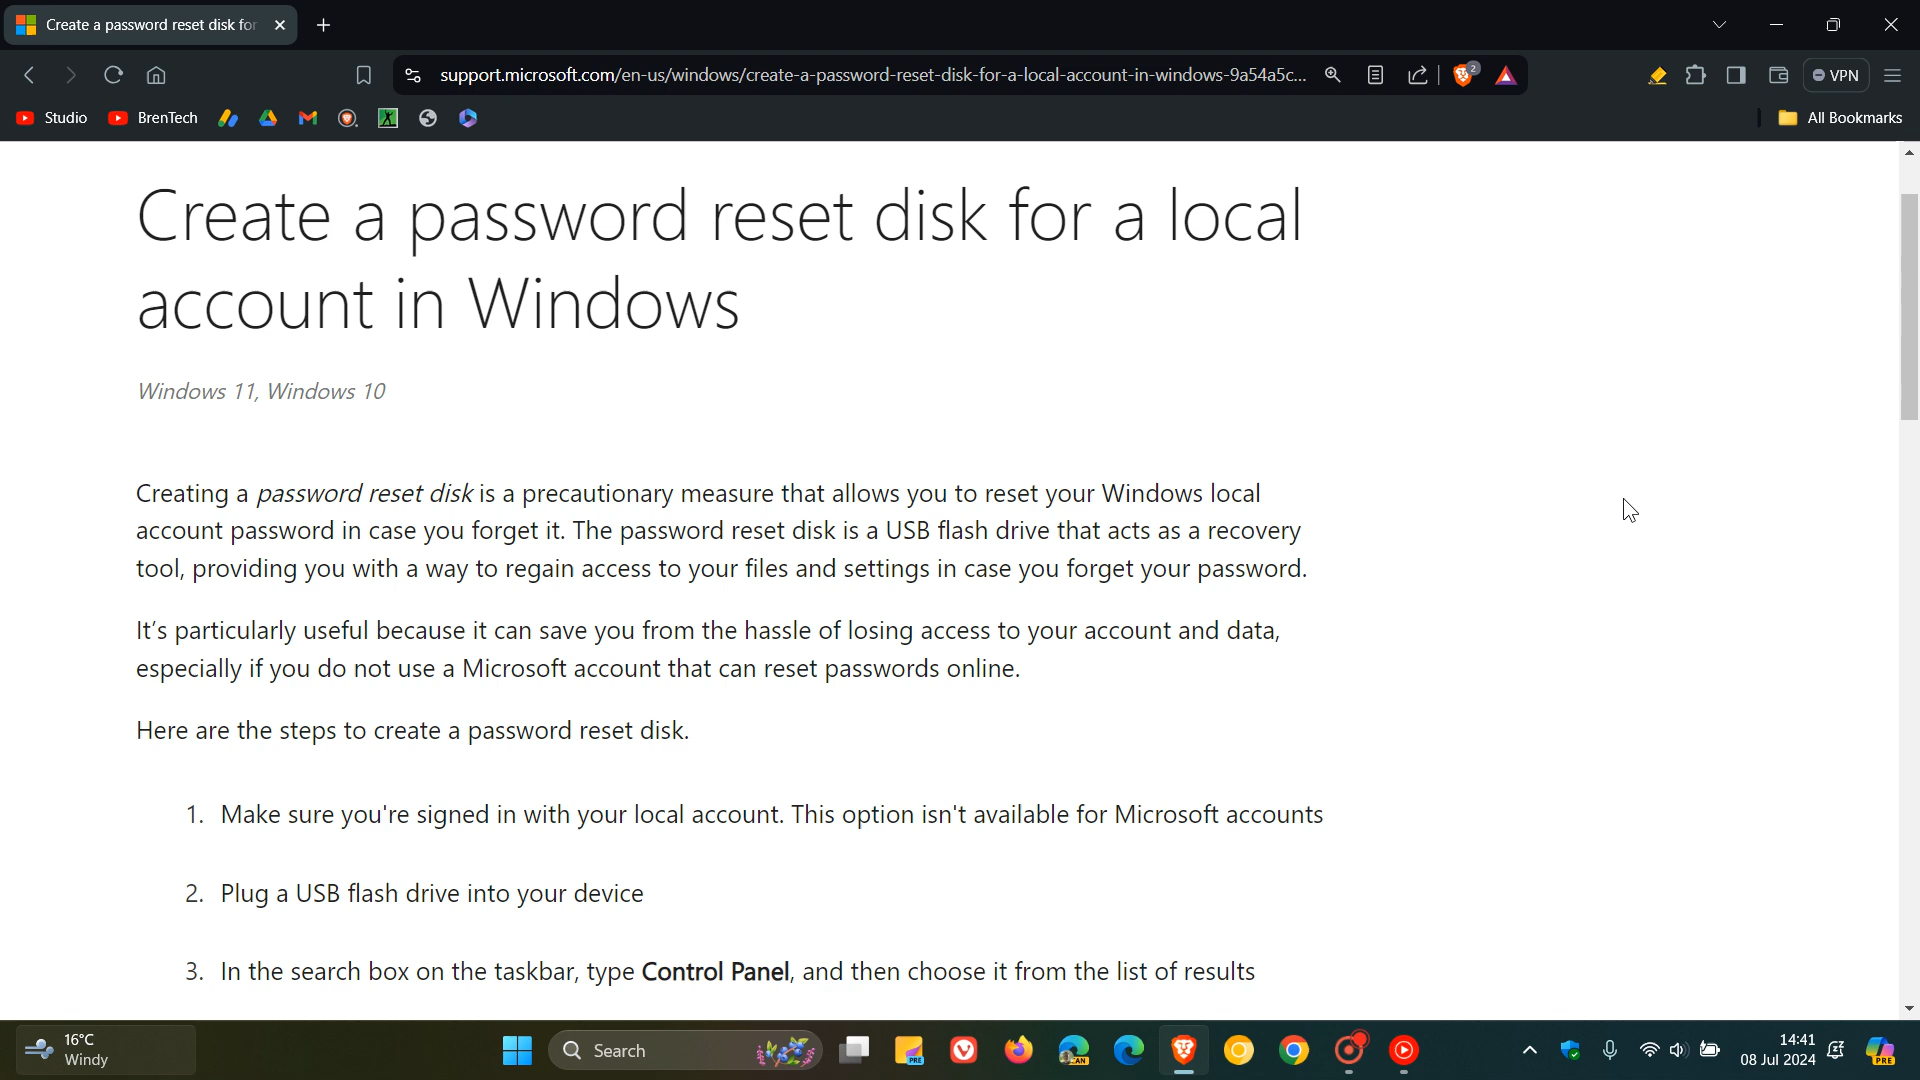 Create a password reset disk for
support.microsoft.com/en-us/windows/create-a-password-reset-disk-for-a-local-account-in-windows-9a54a5c...
2
VPN
Studio
BrenTech
All Bookmarks
Create a password reset disk for a local
account in Windows
Windows 11, Windows 10
Creating a password reset disk is a precautionary measure that allows you to reset your Windows local
account password in case you forget it. The password reset disk is a USB flash drive that acts as a recovery
tool, providing you with a way to regain access to your files and settings in case you forget your password.
It's particularly useful because it can save you from the hassle of losing access to your account and data,
especially if you do not use a Microsoft account that can reset passwords online.
Here are the steps to create a password reset disk.
1. Make sure you're signed in with your local account. This option isn't available for Microsoft accounts
2. Plug a USB flash drive into your device
3. In the search box on the taskbar, type Control Panel, and then choose it from the list of results
16°C
Windy
Search
PRE
CAN
14:41
08 Jul 2024
PRE